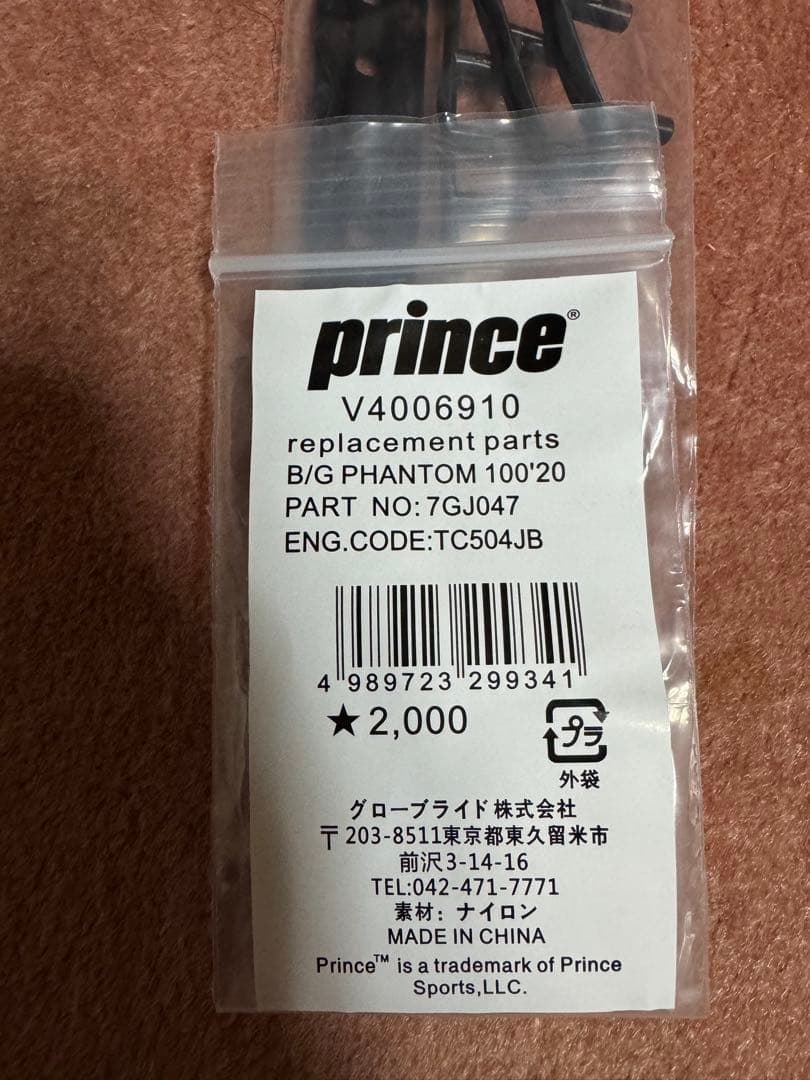 prince®
V4006910
replacement parts
B/G PHANTOM 100'20
PART NO: 7GJ047
ENG.CODE:TC504JB
4 989723 299341
★2,000
プラ
外袋
グローブライド株式会社
〒203-8511東京都東久留米市
前沢3-14-16
TEL:042-471-7771
素材：ナイロン
MADE IN CHINA
Prince™ is a trademark of Prince
Sports,LLC.